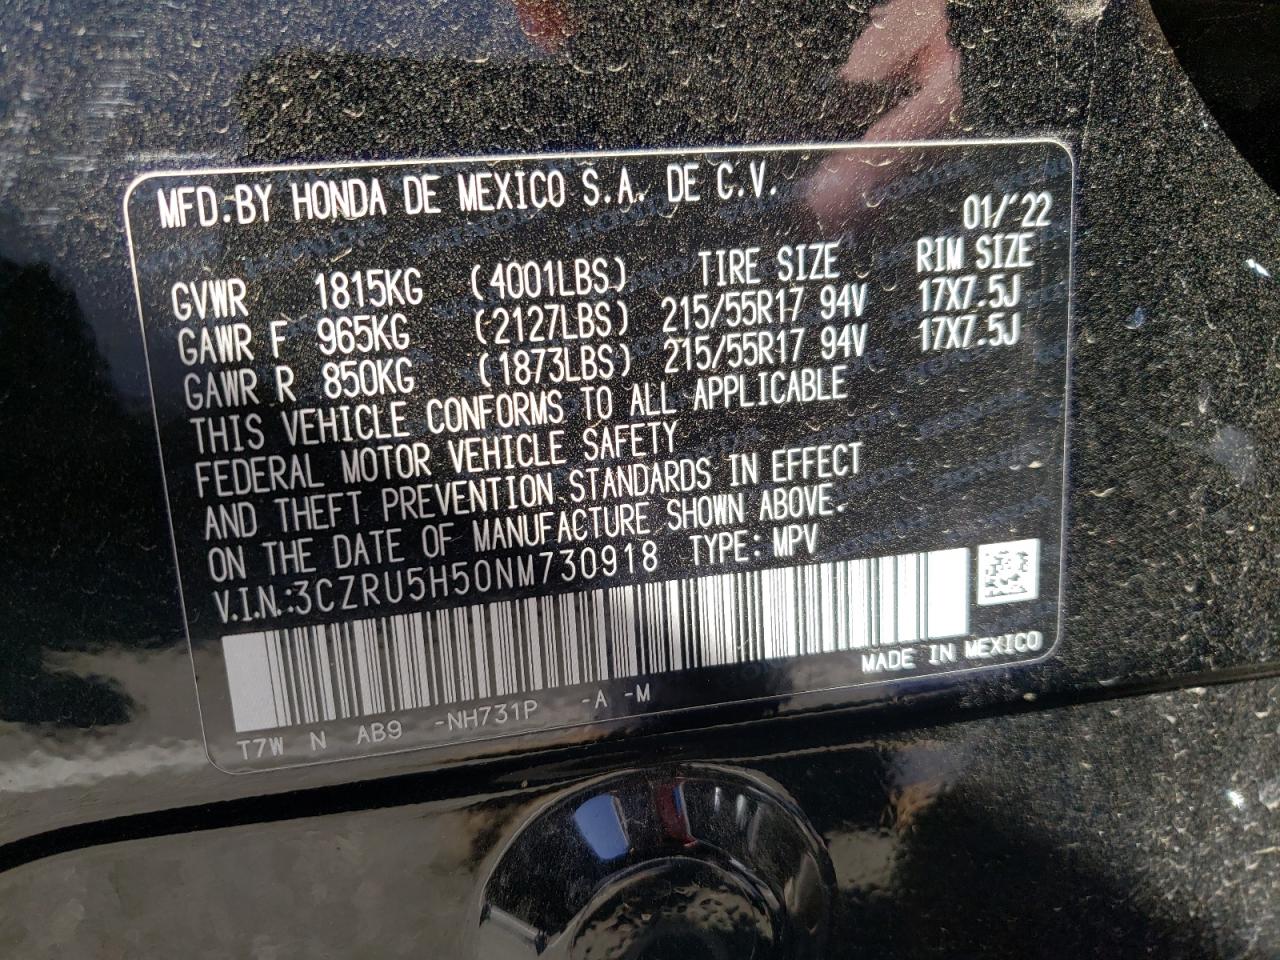 MFD. BY HONDA DE MEXICO S.A. DE C.V.
01/'22
GVWR 1815KG (4001LBS) TIRE SIZE RIM SIZE
GAWR F 965KG (2127LBS) 215/55R17 94V 17X7.5J
GAWR R 850KG (1873LBS) 215/55R17 94V 17X7.5J
THIS VEHICLE CONFORMS TO ALL APPLICABLE
FEDERAL MOTOR VEHICLE SAFETY
AND THEFT PREVENTION STANDARDS IN EFFECT
ON THE DATE OF MANUFACTURE SHOWN ABOVE.
V.I.N.:3CZRU5H50NM730918 TYPE: MPV
MADE IN MEXICO
T7W N AB9 -NH731P -A -M